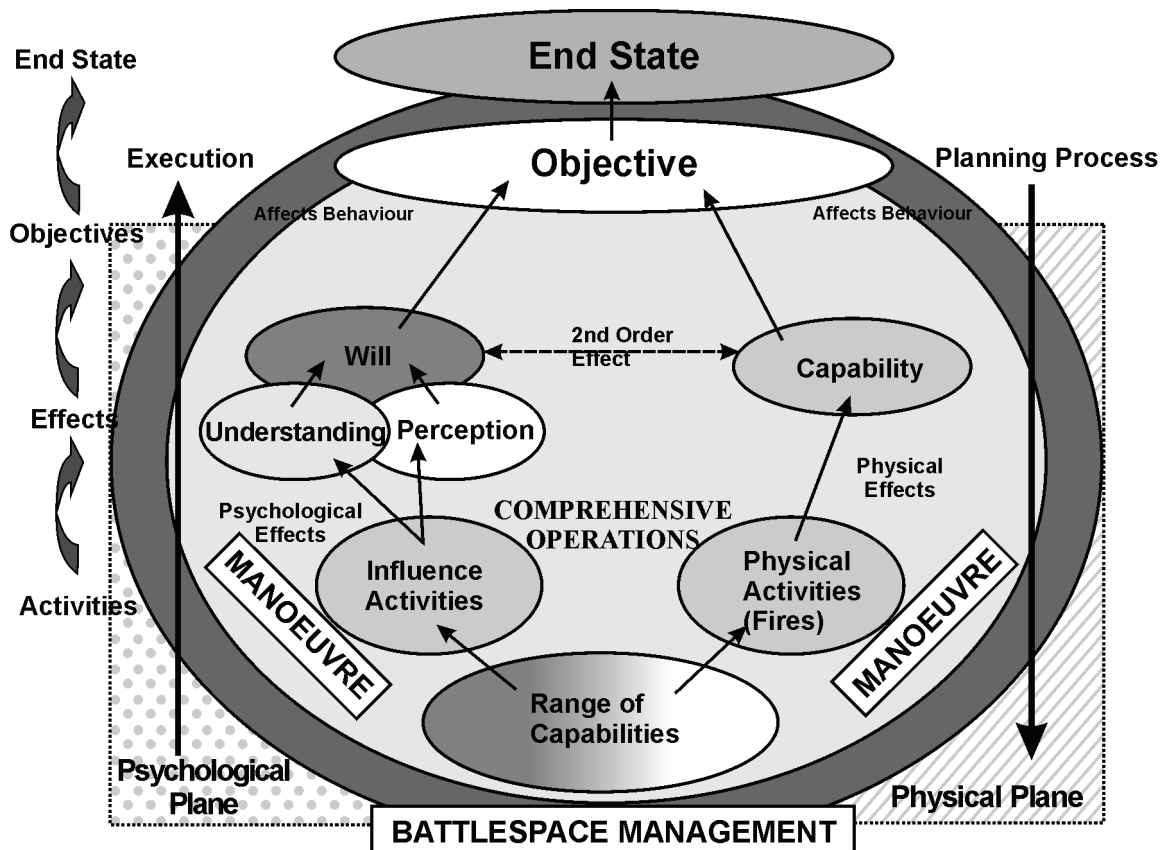 End State
End State
Execution
Objective
Planning Process
Affects Behaviour
Affects Behaviour
Objectives
2nd Order
Effect
Will
Capability
Effects
Understanding
Perception
Physical
Effects
Psychological
Effects
COMPREHENSIVE
OPERATIONS
MANOEUVRE
Influence
Activities
Physical
Activities
(Fires)
MANOEUVRE
Activities
Range of
Capabilities
Psychological
Plane
Physical Plane
BATTLESPACE MANAGEMENT